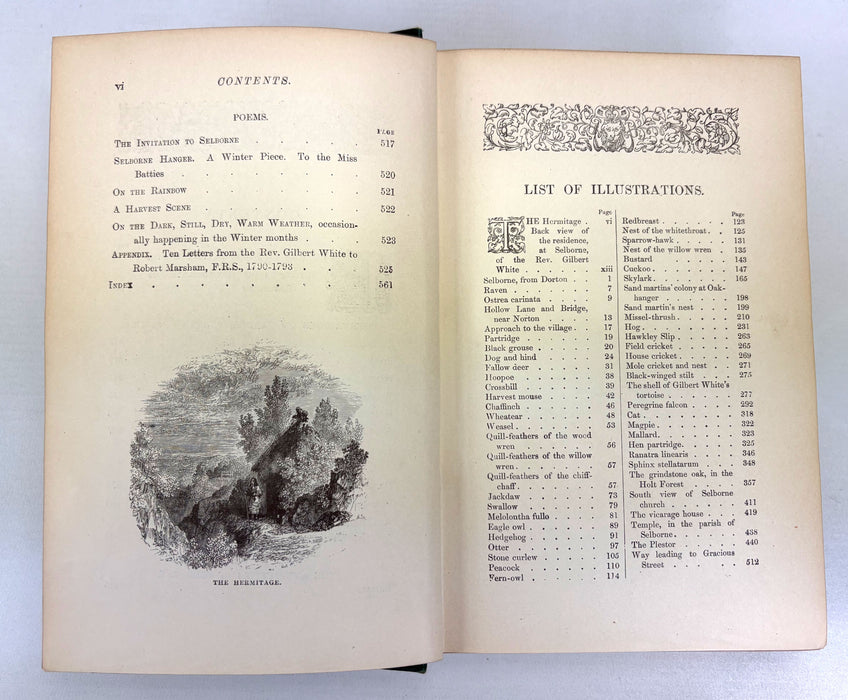 vi CONTENTS.
POEMS.
PAGE
The Invitation to Selborne . . . . . . 517
Selborne Hanger. A Winter Piece. To the Miss
Batties . . . . . . . . . 520
On the Rainbow . . . . . . . . 521
A Harvest Scene . . . . . . . . 522
On the Dark, Still, Dry, Warm Weather, occasion-
ally happening in the Winter months . . . . 523
Appendix. Ten Letters from the Rev. Gilbert White to
Robert Marsham, F.R.S., 1790-1793 . . . 525
Index . . . . . . . . . . 561
THE HERMITAGE.
LIST OF ILLUSTRATIONS.
Page
THE Hermitage . vi
Back view of
the residence,
at Selborne,
of the Rev. Gilbert
White . . . . . xiii
Selborne, from Dorton . . . 1
Raven . . . . . . . 7
Ostrea carinata . . . . . 9
Hollow Lane and Bridge,
near Norton . . . . 13
Approach to the village . . . 17
Partridge . . . . . . 19
Black grouse . . . . . 20
Dog and hind . . . . . 24
Fallow deer . . . . . 31
Hoopoe . . . . . . 38
Crossbill . . . . . . 39
Harvest mouse . . . . . 42
Chaffinch . . . . . . 46
Wheatear . . . . . . 48
Weasel . . . . . . . 53
Quill-feathers of the wood
wren . . . . . . 56
Quill-feathers of the willow
wren . . . . . . . 57
Quill-feathers of the chiff-
chaff . . . . . . . 57
Jackdaw . . . . . . 73
Swallow . . . . . . 79
Melolontha fullo . . . . . 81
Eagle owl . . . . . . 89
Hedgehog . . . . . . 91
Otter . . . . . . . 97
Stone curlew . . . . . 105
Peacock . . . . . . 110
Fern-owl . . . . . . 114
Page
Redbreast . . . . . . 123
Nest of the whitethroat . . . 125
Sparrow-hawk . . . . . 131
Nest of the willow wren . . . 135
Bustard . . . . . . 143
Cuckoo . . . . . . . 147
Skylark . . . . . . . 165
Sand martins' colony at Oak-
hanger . . . . . . 198
Sand martin's nest . . . . 199
Missel-thrush . . . . . 210
Hog . . . . . . . . 231
Hawkley Slip . . . . . 263
Field cricket . . . . . 265
House cricket . . . . . 269
Mole cricket and nest . . . 271
Black-winged stilt . . . . 275
The shell of Gilbert White's
tortoise . . . . . . 277
Peregrine falcon . . . . . 292
Cat . . . . . . . . 318
Magpie . . . . . . . 322
Mallard . . . . . . . 323
Hen partridge . . . . . 325
Ranatra linearis . . . . . 346
Sphinx stellatarum . . . . 348
The grindstone oak, in the
Holt Forest . . . . . 357
South view of Selborne
church . . . . . . 411
The vicarage house . . . . 419
Temple, in the parish of
Selborne . . . . . . 438
The Plestor . . . . . 440
Way leading to Gracious
Street . . . . . . 512